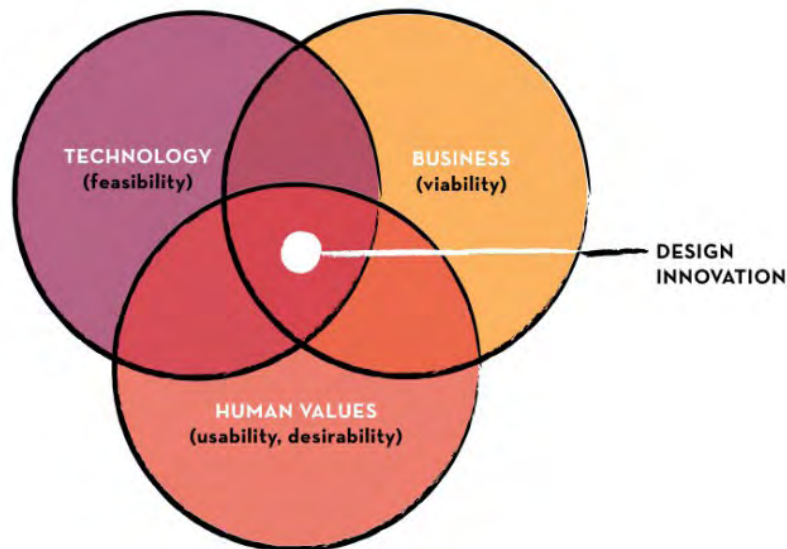 TECHNOLOGY
(feasibility)
BUSINESS
(viability)
DESIGN
INNOVATION
HUMAN VALUES
(usability, desirability)